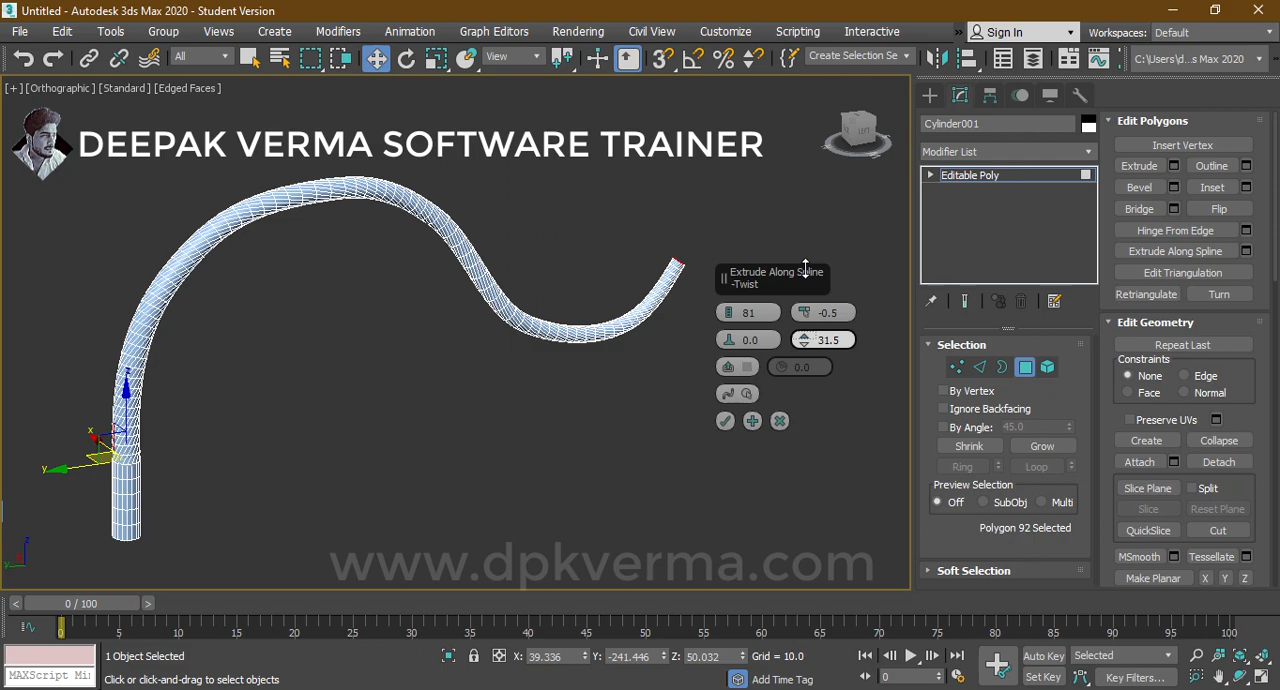 3 Untitled - Autodesk 3ds Max 2020 - Student Version
File Edit Tools Group Views Create Modifiers Animation Graph Editors Rendering Civil View Customize Scripting Interactive » Sign In Workspaces: Default
All View Create Selection Se C:\Users\d...s Max 2020
[+] [Orthographic] [Standard] [Edged Faces]
DEEPAK VERMA SOFTWARE TRAINER
LEFT
Extrude Along Spline
-Twist
81 -0.5
0.0 31.5
0.0
z
x
y
z
y
www.dpkverma.com
Cylinder001
Modifier List
Editable Poly
Selection
By Vertex
Ignore Backfacing
By Angle: 45.0
Shrink Grow
Ring Loop
Preview Selection
Off SubObj Multi
Polygon 92 Selected
Soft Selection
Edit Polygons
Insert Vertex
Extrude Outline
Bevel Inset
Bridge Flip
Hinge From Edge
Extrude Along Spline
Edit Triangulation
Retriangulate Turn
Edit Geometry
Repeat Last
Constraints
None Edge
Face Normal
Preserve UVs
Create Collapse
Attach Detach
Slice Plane Split
Slice Reset Plane
QuickSlice Cut
MSmooth Tessellate
Make Planar X Y Z
< 0 / 100 >
0 5 10 15 20 25 30 35 40 45 50 55 60 65 70 75 80 85 90 95 100
1 Object Selected X: 39.336 Y: -241.446 Z: 50.032 Grid = 10.0 Auto Key Selected
MAXScript Mi Click or click-and-drag to select objects Add Time Tag 0 Set Key Key Filters...